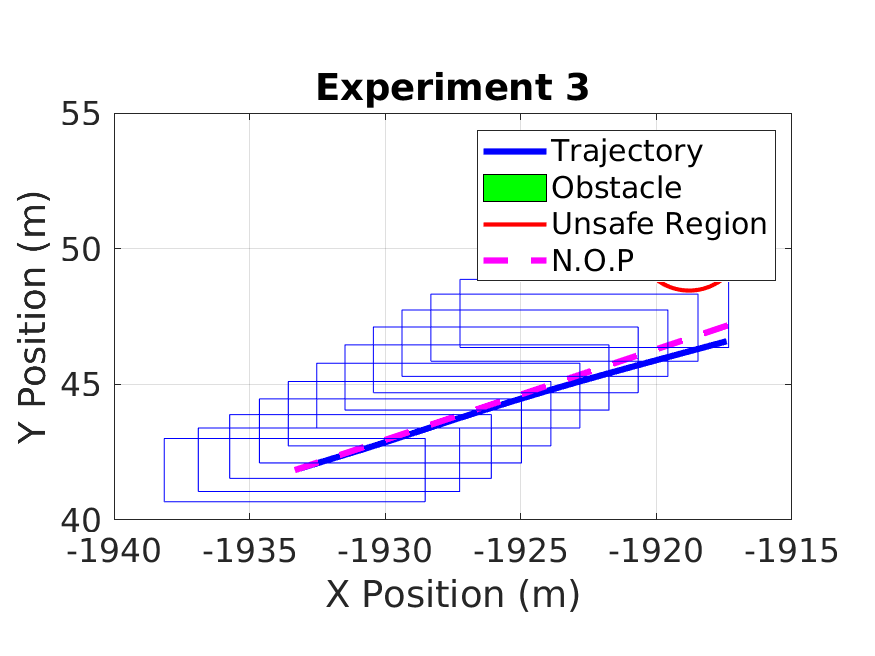 Experiment 3
55
50
45
40
Y Position (m)
Trajectory
Obstacle
Unsafe Region
N.O.P
-1940 -1935 -1930 -1925 -1920 -1915
X Position (m)